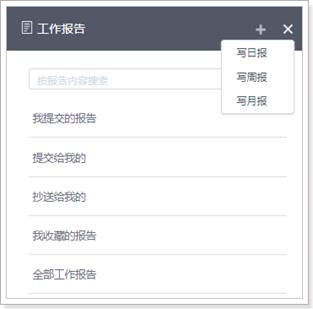 工作报告
写日报
写周报
写月报
按报告内容搜索
我提交的报告
提交给我的
抄送给我的
我收藏的报告
全部工作报告